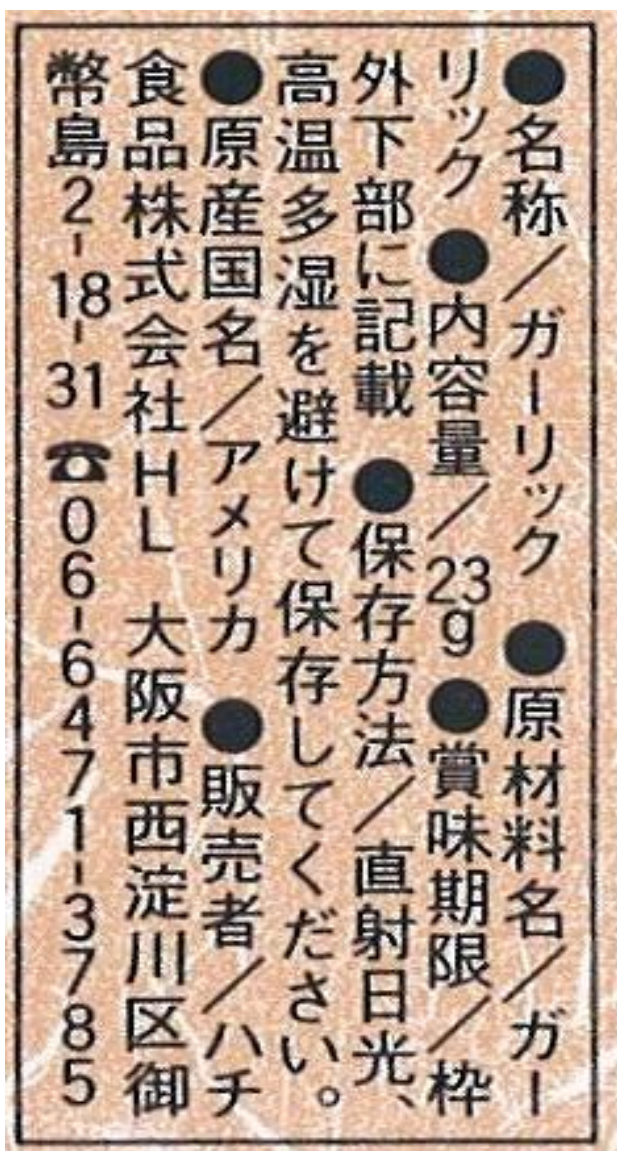 ●名称／ガーリック ●原材料名／ガー
リック ●内容量／23g ●賞味期限／枠
外下部に記載 ●保存方法／直射日光、
高温多湿を避けて保存してください。
●原産国名／アメリカ ●販売者／ハチ
食品株式会社HL 大阪市西淀川区御
幣島2-18-31 ☎06-6471-3785